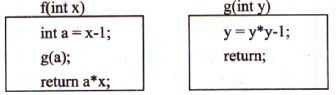 f(int x)
int a = x-1;
g(a);
return a*x;
g(int y)
y = y*y-1;
return;